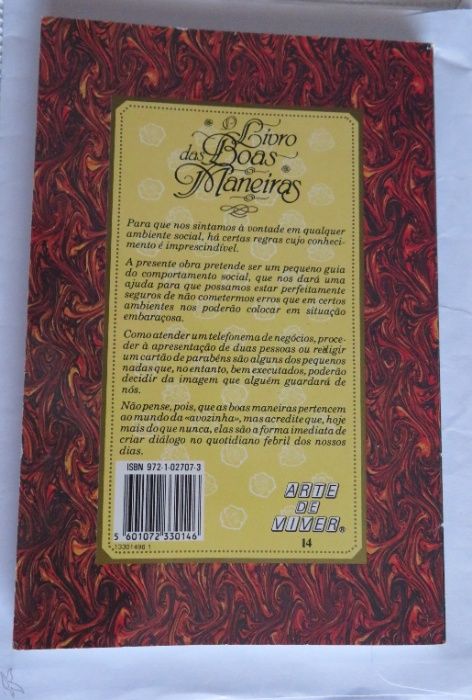 O Livro
das Boas
Maneiras
Para que nos sintamos à vontade em qualquer
ambiente social, há certas regras cujo conheci-
mento é imprescindível.
A presente obra pretende ser um pequeno guia
do comportamento social, que nos dará uma
ajuda para que possamos estar perfeitamente
seguros de não cometermos erros que em certos
ambientes nos poderão colocar em situação
embaraçosa.
Como atender um telefonema de negócios, proce-
der à apresentação de duas pessoas ou redigir
um cartão de parabéns são alguns dos pequenos
nadas que, no entanto, bem executados, poderão
decidir da imagem que alguém guardará de
nós.
Não pense, pois, que as boas maneiras pertencem
ao mundo da «avozinha», mas acredite que, hoje
mais do que nunca, elas são a forma imediata de
criar diálogo no quotidiano febril dos nossos
dias.
ISBN 972-1-02707-3
5 601072 330146
13301496 1
ARTE
DE
VIVER®
14